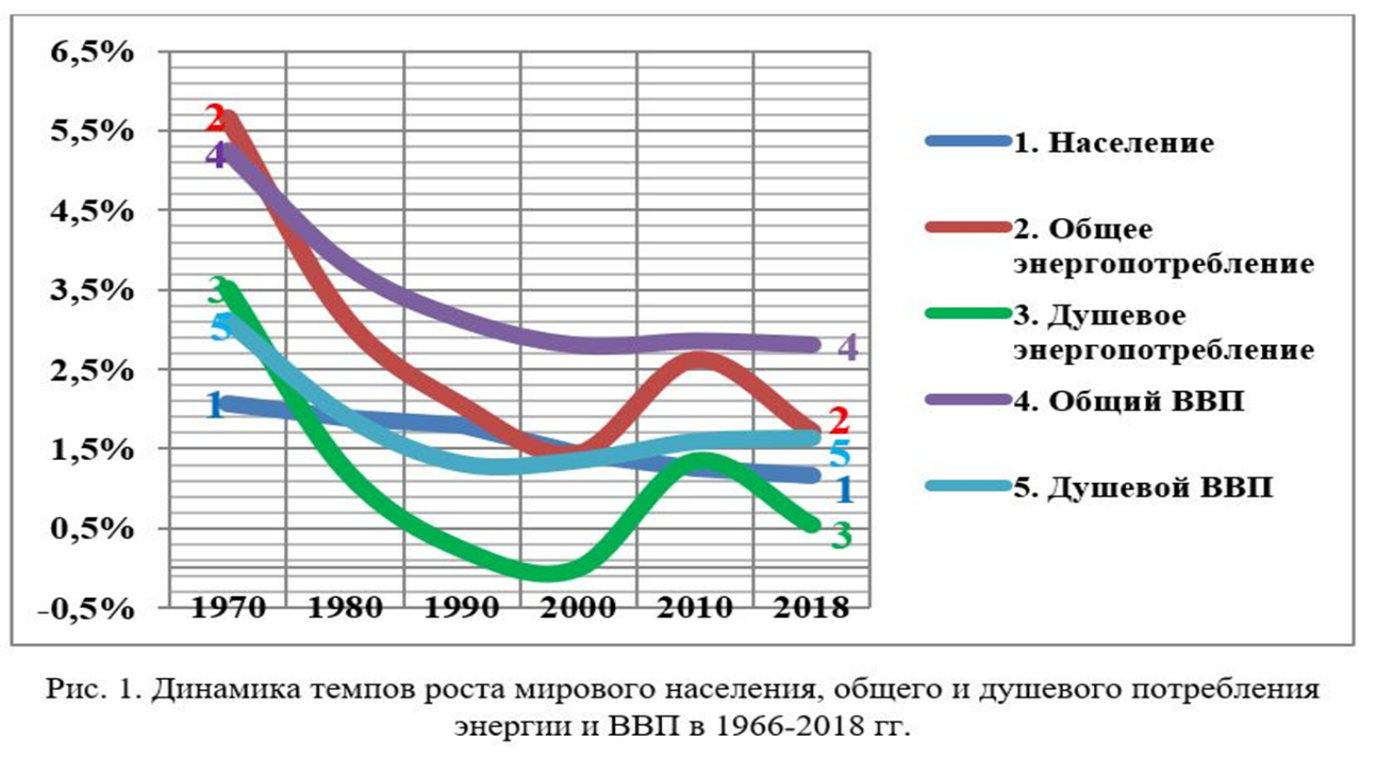 6,5%
5,5%
4,5%
3,5%
2,5%
1,5%
0,5%
-0,5%
2
4
3
5
1
4
2
5
1
3
1970 1980 1990 2000 2010 2018
1. Население
2. Общее
энергопотребление
3. Душевое
энергопотребление
4. Общий ВВП
5. Душевой ВВП
Рис. 1. Динамика темпов роста мирового населения, общего и душевого потребления
энергии и ВВП в 1966-2018 гг.